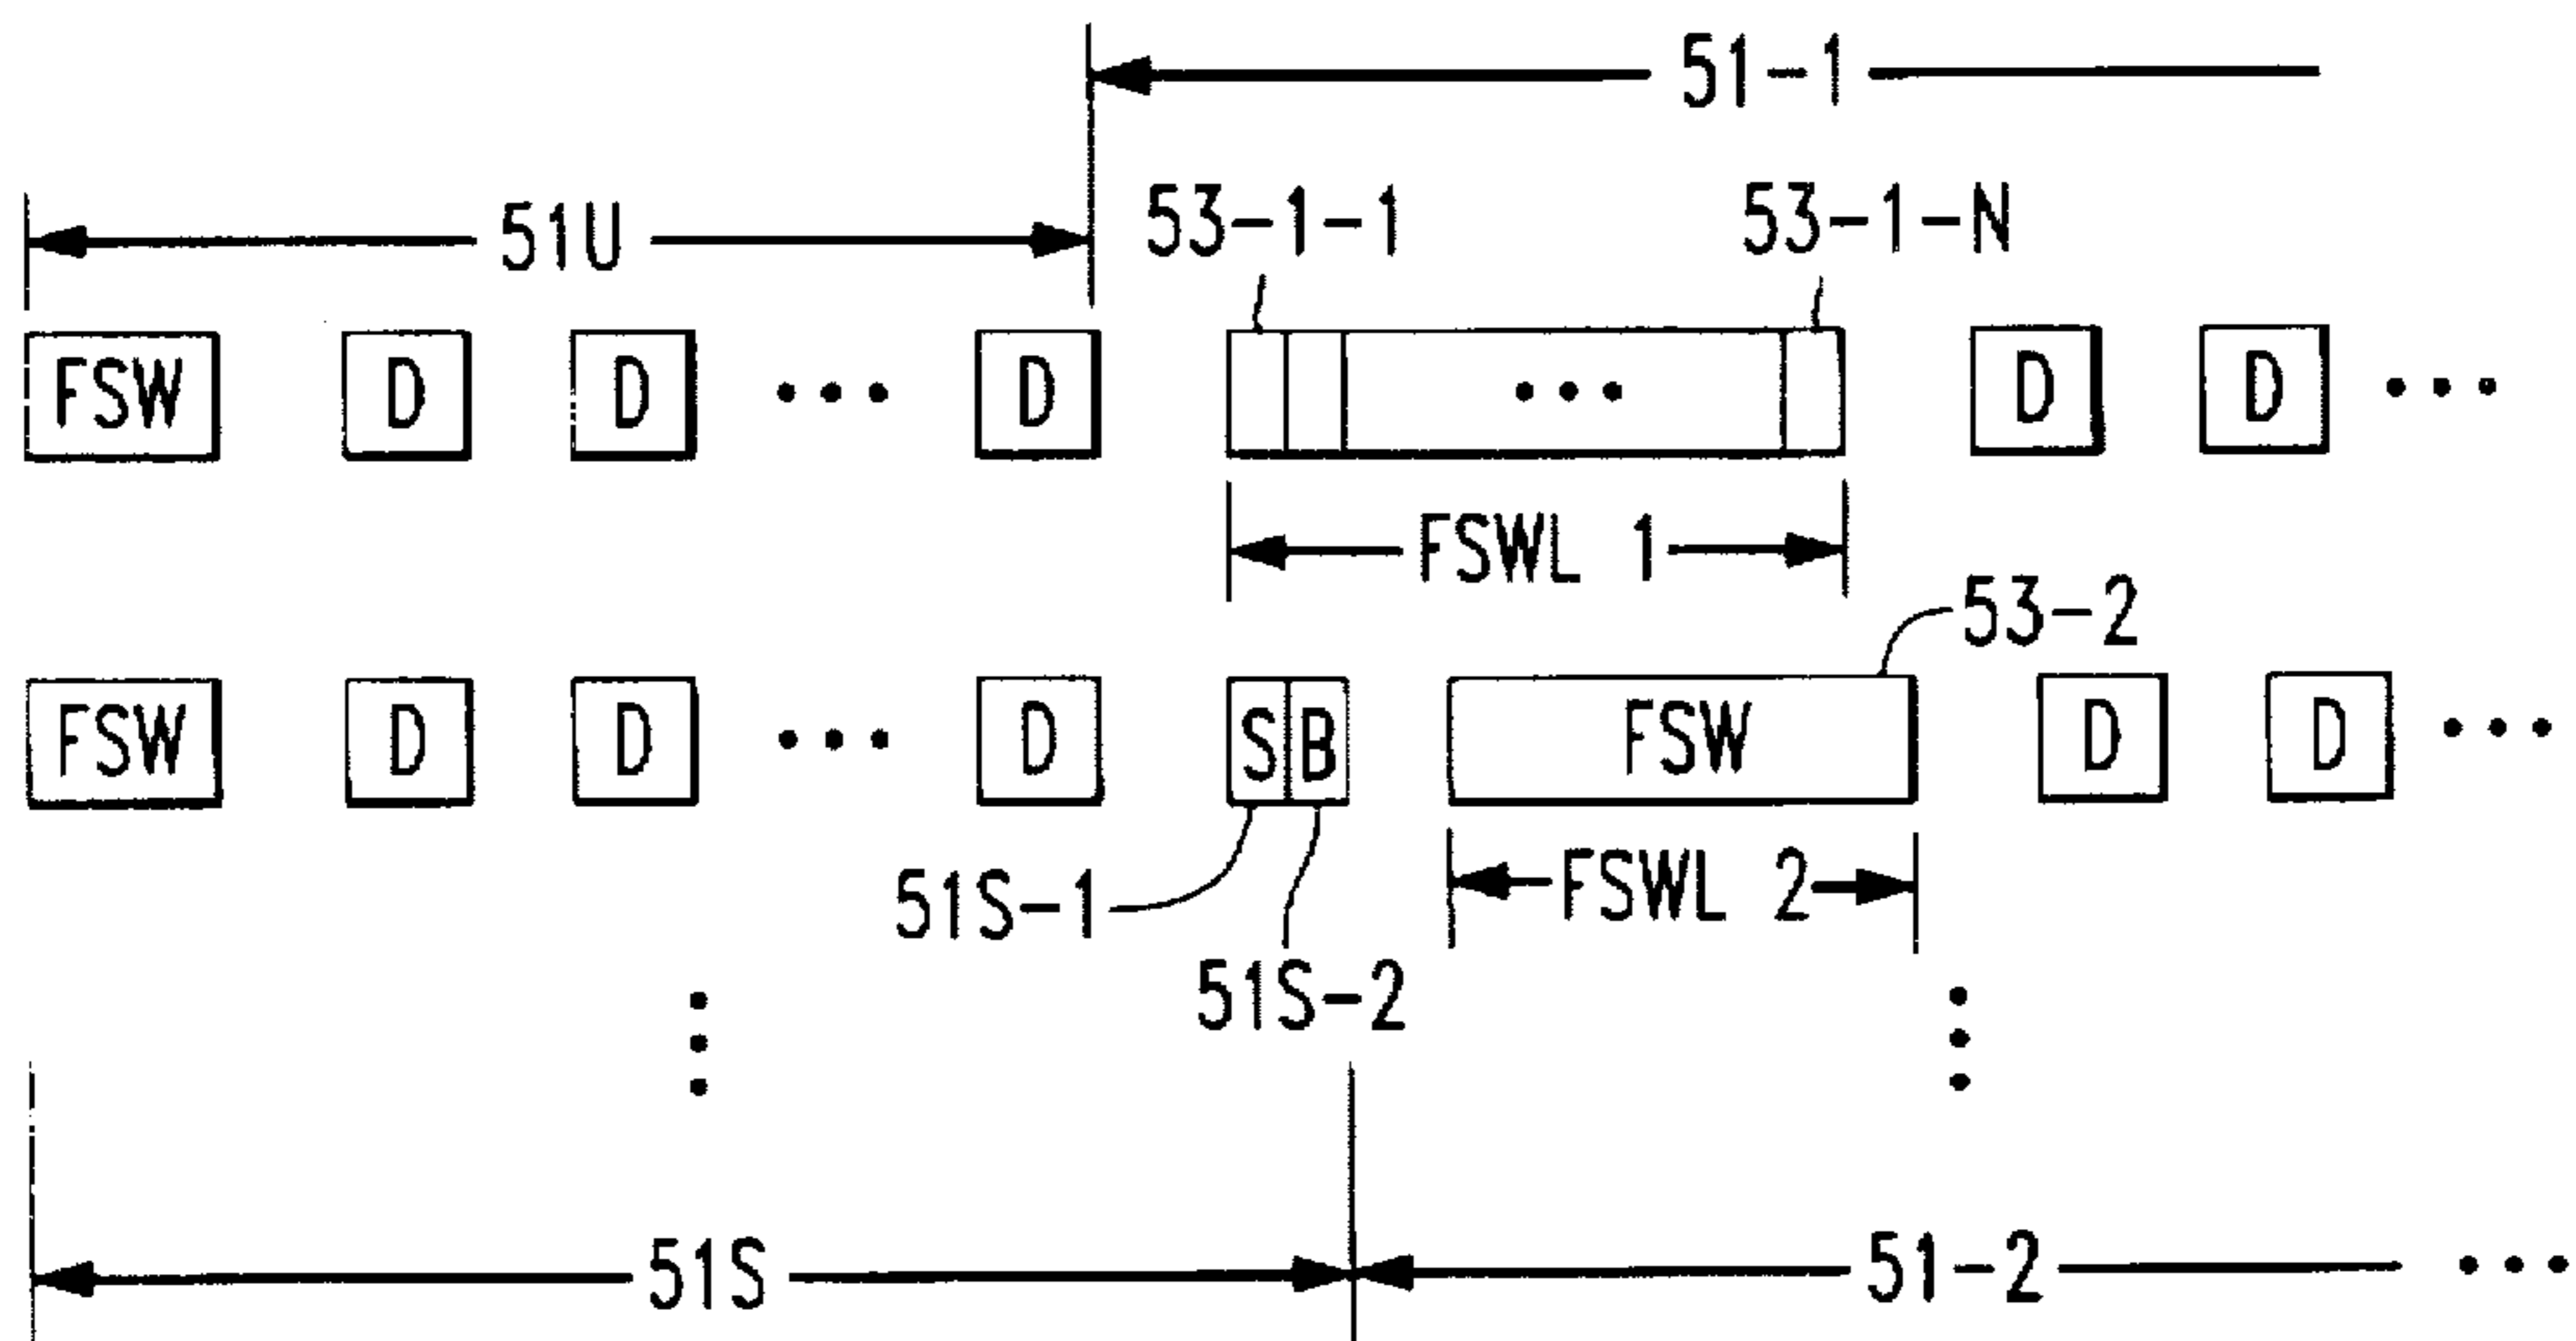 51-1
51U
53-1-1
53-1-N
FSW D D ••• D ••• D D •••
FSWL 1
53-2
FSW D D ••• D S B FSW D D •••
51S-1
FSWL 2
51S-2
51S
51-2 •••